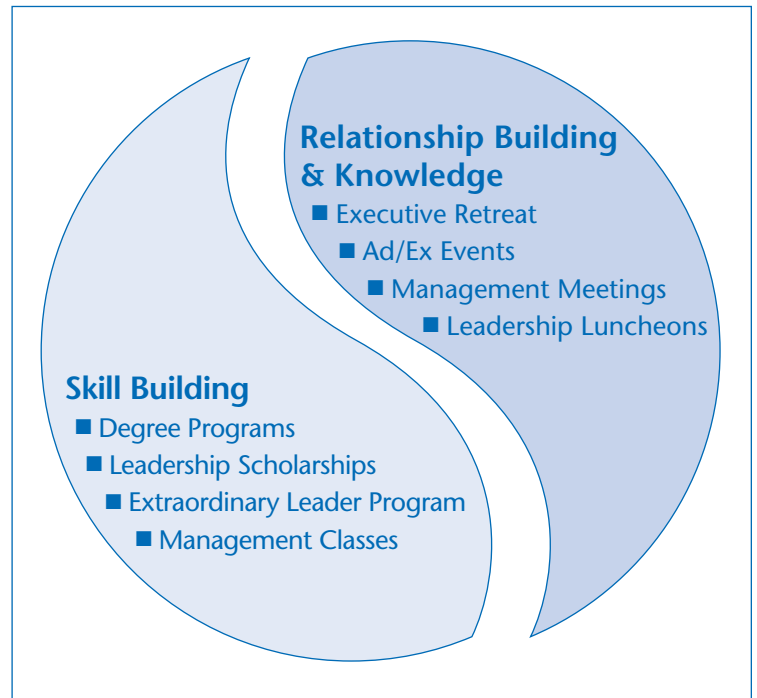 Relationship Building
& Knowledge
■ Executive Retreat
■ Ad/Ex Events
■ Management Meetings
■ Leadership Luncheons
Skill Building
■ Degree Programs
■ Leadership Scholarships
■ Extraordinary Leader Program
■ Management Classes